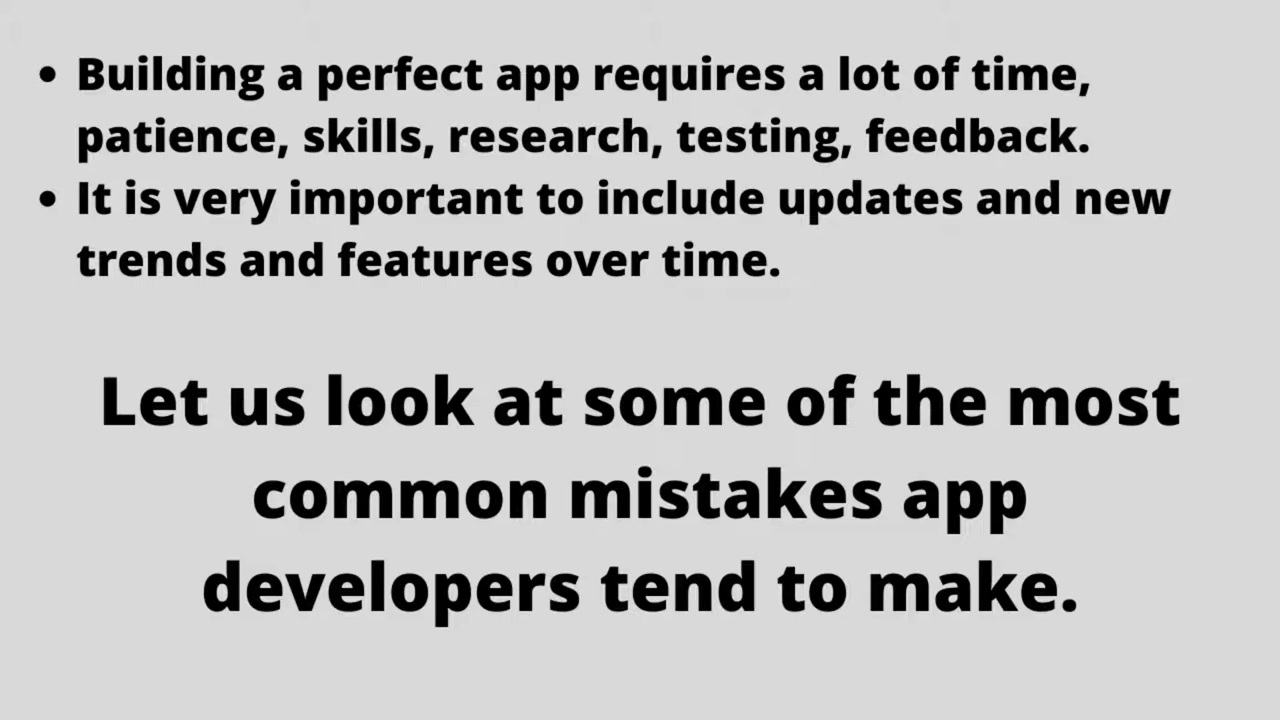 • Building a perfect app requires a lot of time,
patience, skills, research, testing, feedback.
• It is very important to include updates and new
trends and features over time.
Let us look at some of the most
common mistakes app
developers tend to make.